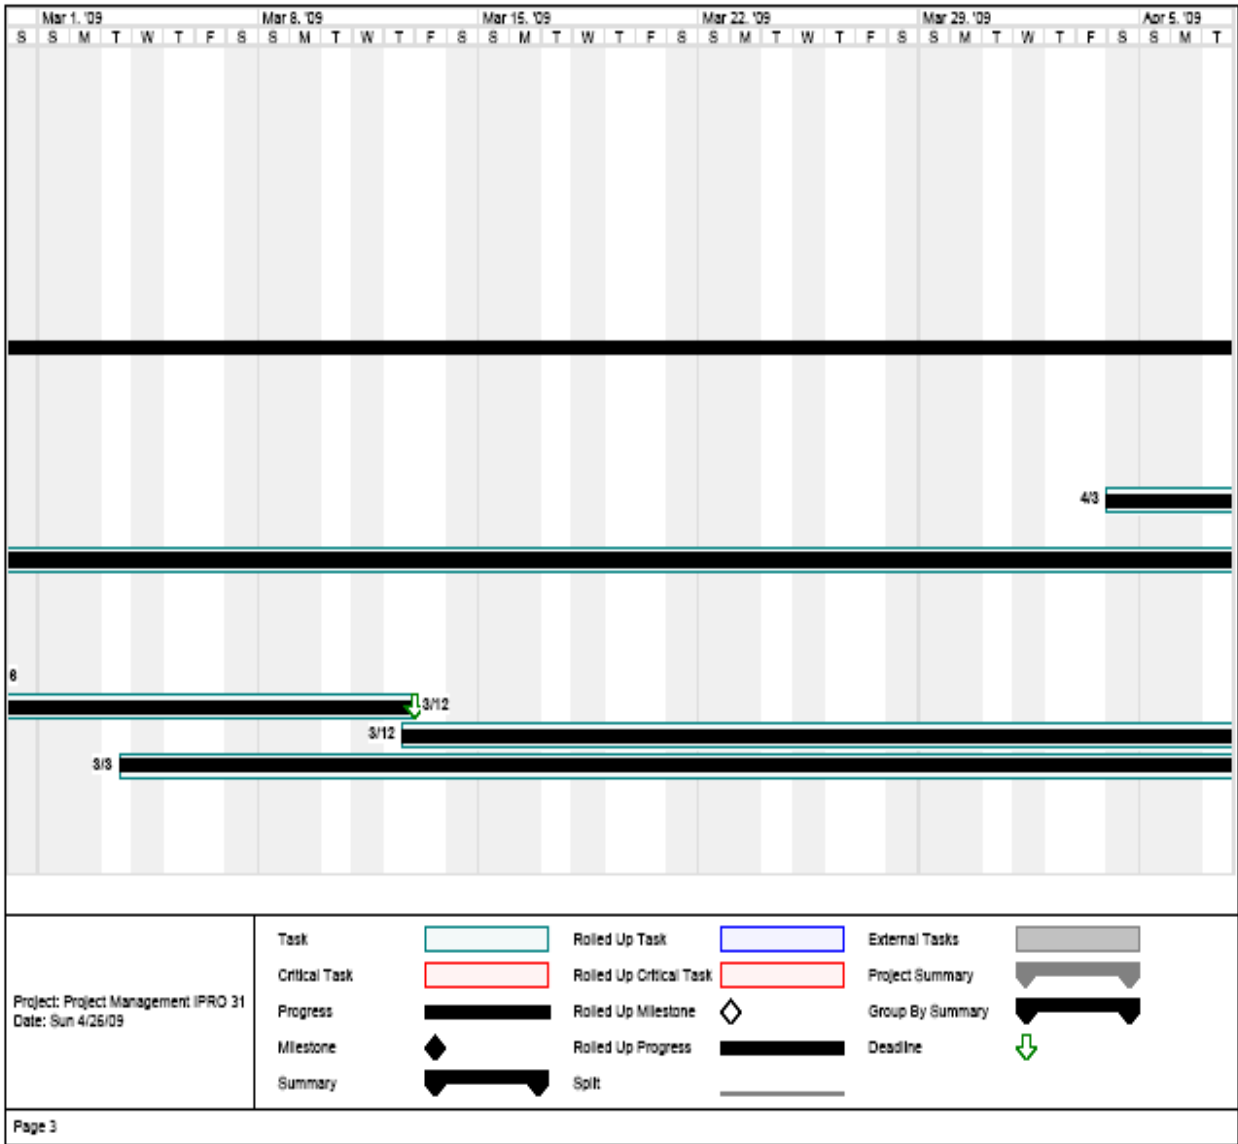 Mar 1, '09 Mar 8, '09 Mar 15, '09 Mar 22, '09 Mar 29, '09 Apr 5, '09
S S M T W T F S S M T W T F S S M T W T F S S M T W T F S S M T W T F S S M T
4/3
6
3/12
3/12
3/3
Task Rolled Up Task External Tasks
Critical Task Rolled Up Critical Task Project Summary
Project: Project Management IPRO 31
Date: Sun 4/26/09
Progress Rolled Up Milestone Group By Summary
Milestone Rolled Up Progress Deadline
Summary Split
Page 3